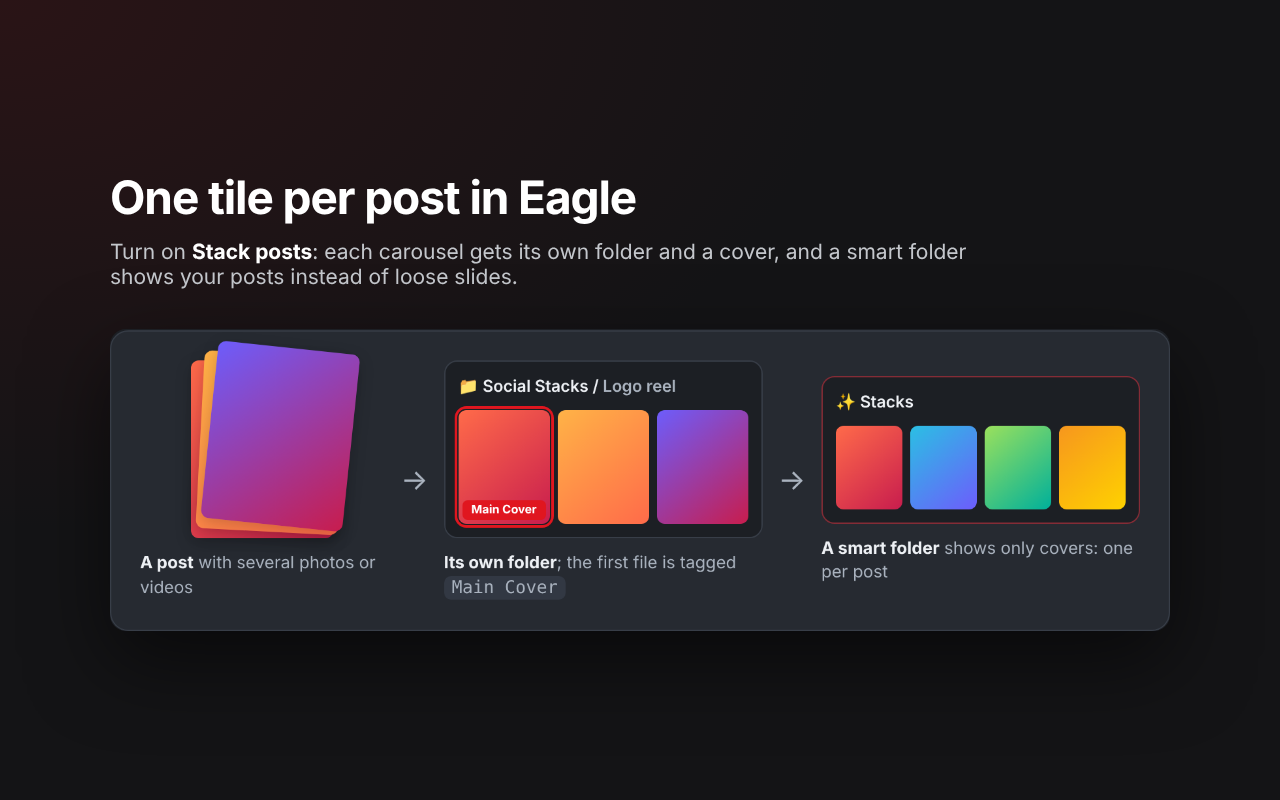 One tile per post in Eagle
Turn on Stack posts: each carousel gets its own folder and a cover, and a smart folder
shows your posts instead of loose slides.
📁 Social Stacks / Logo reel
Main Cover
✨ Stacks
A post with several photos or
videos
Its own folder; the first file is tagged
Main Cover
A smart folder shows only covers: one
per post